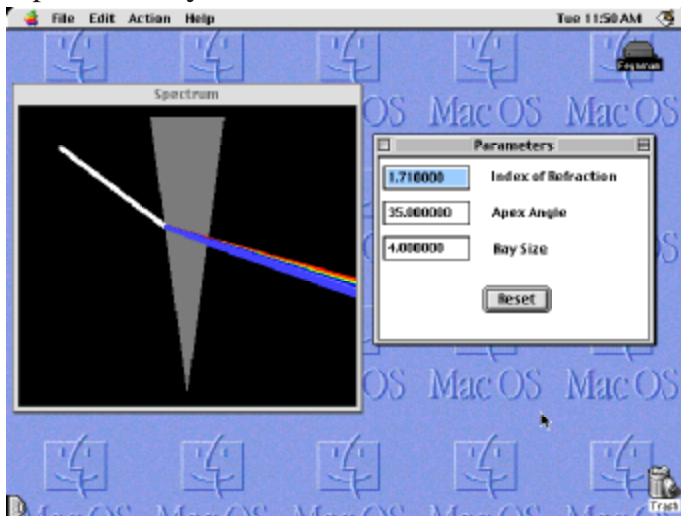 File Edit Action Help
Tue 11:50 AM
Spectrum
Parameters
1.710000 Index of Refraction
35.000000 Apex Angle
4.000000 Ray Size
Reset
OS Mac OS Mac OS
OS Mac OS Mac OS
Trash